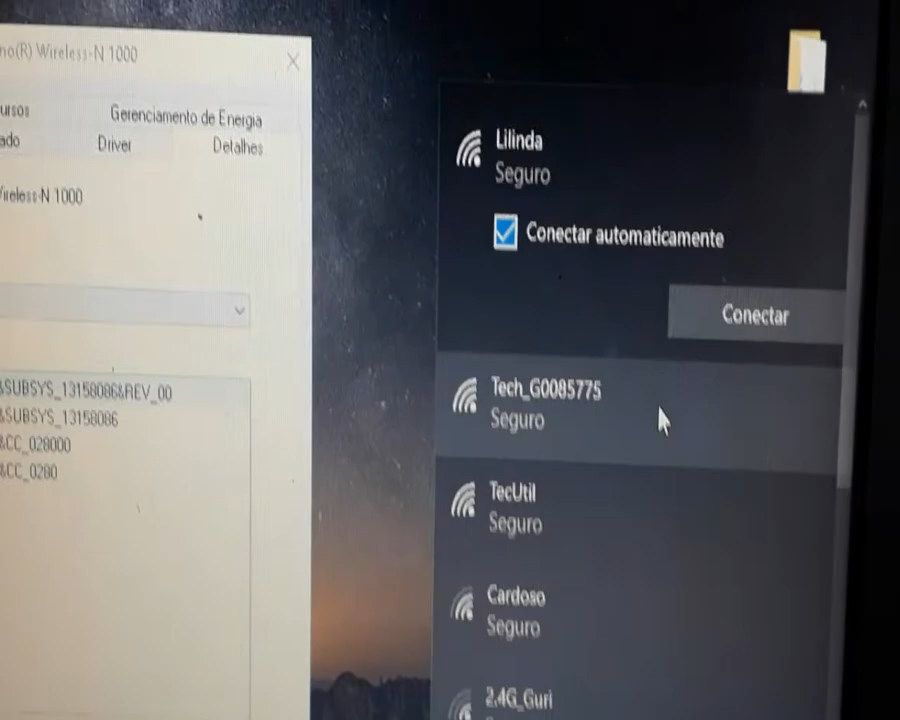 no(R) Wireless-N 1000
ursos
Gerenciamento de Energia
ado
Driver
Detalhes
Wireless-N 1000
&SUBSYS_13158086&REV_00
&SUBSYS_13158086
&CC_028000
&CC_0280
Lilinda
Seguro
Conectar automaticamente
Conectar
Tech_G0085775
Seguro
TecUtil
Seguro
Cardoso
Seguro
2.4G_Guri